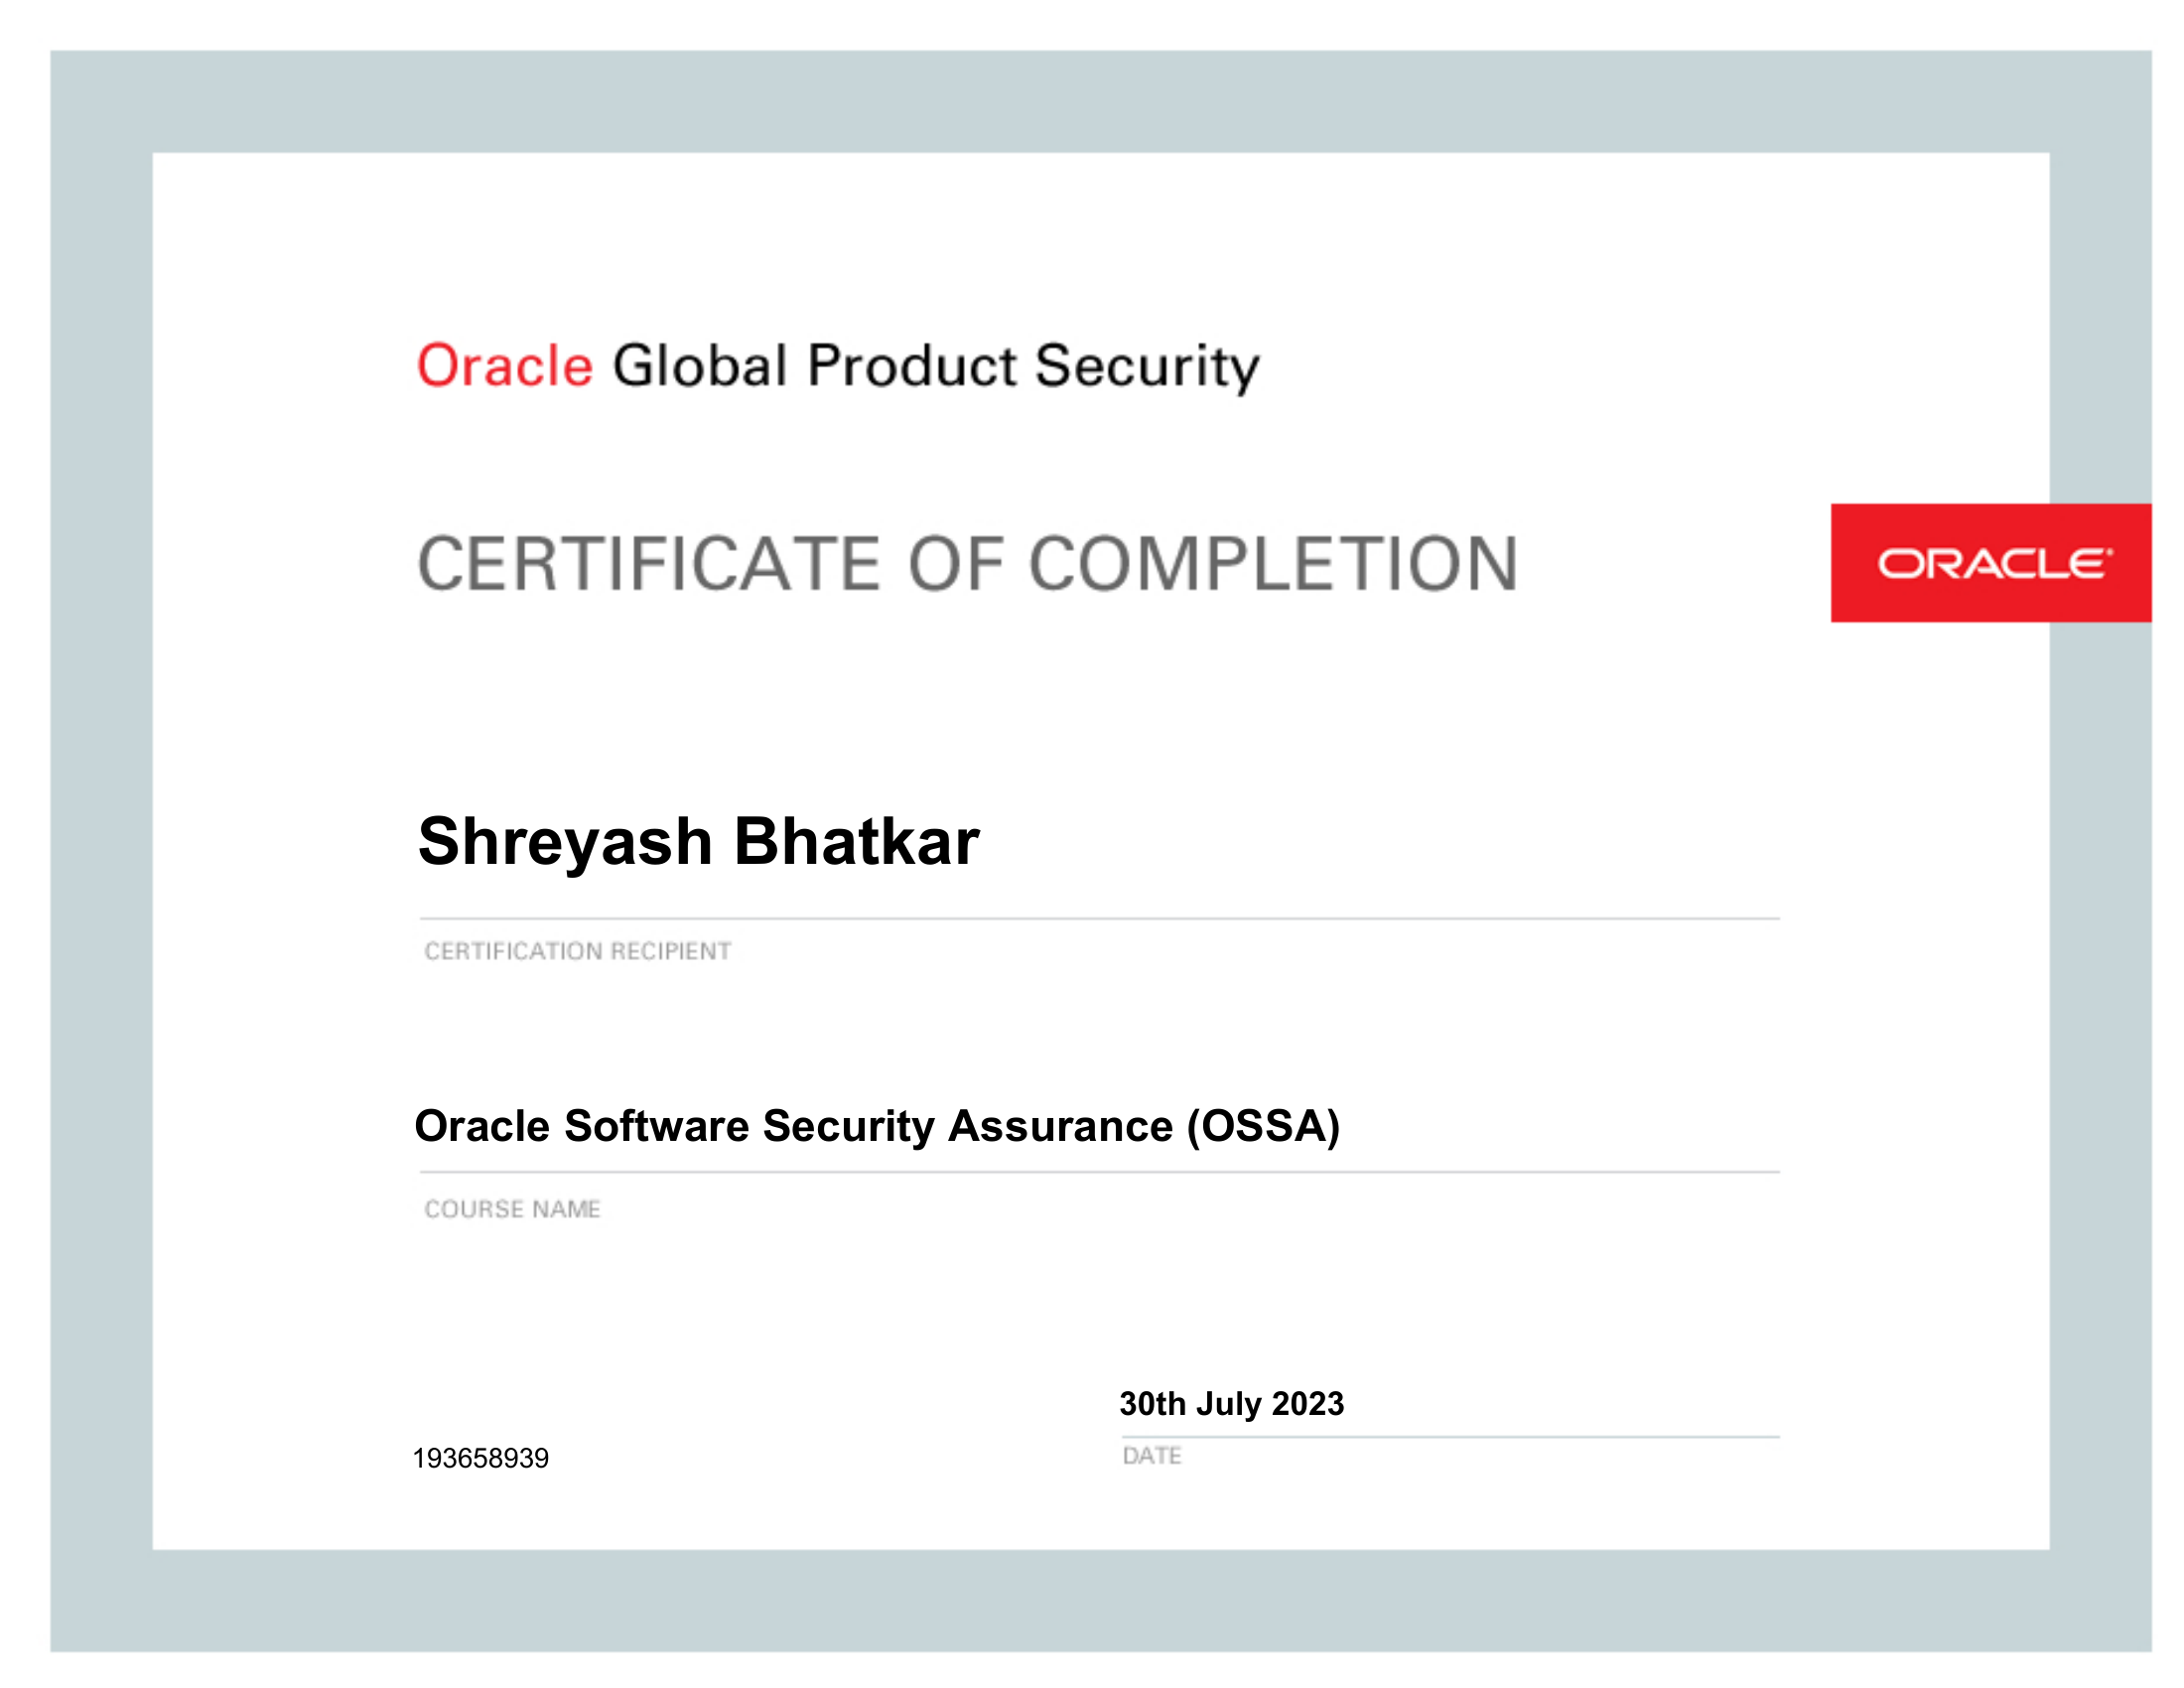 Oracle Global Product Security
CERTIFICATE OF COMPLETION
ORACLE®
Shreyash Bhatkar
CERTIFICATION RECIPIENT
Oracle Software Security Assurance (OSSA)
COURSE NAME
30th July 2023
193658939
DATE